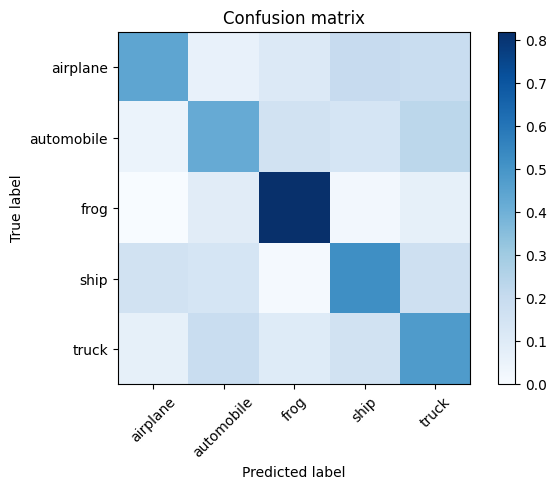 Confusion matrix
True label
airplane
automobile
frog
ship
truck
airplane
automobile
frog
ship
truck
Predicted label
0.8
0.7
0.6
0.5
0.4
0.3
0.2
0.1
0.0